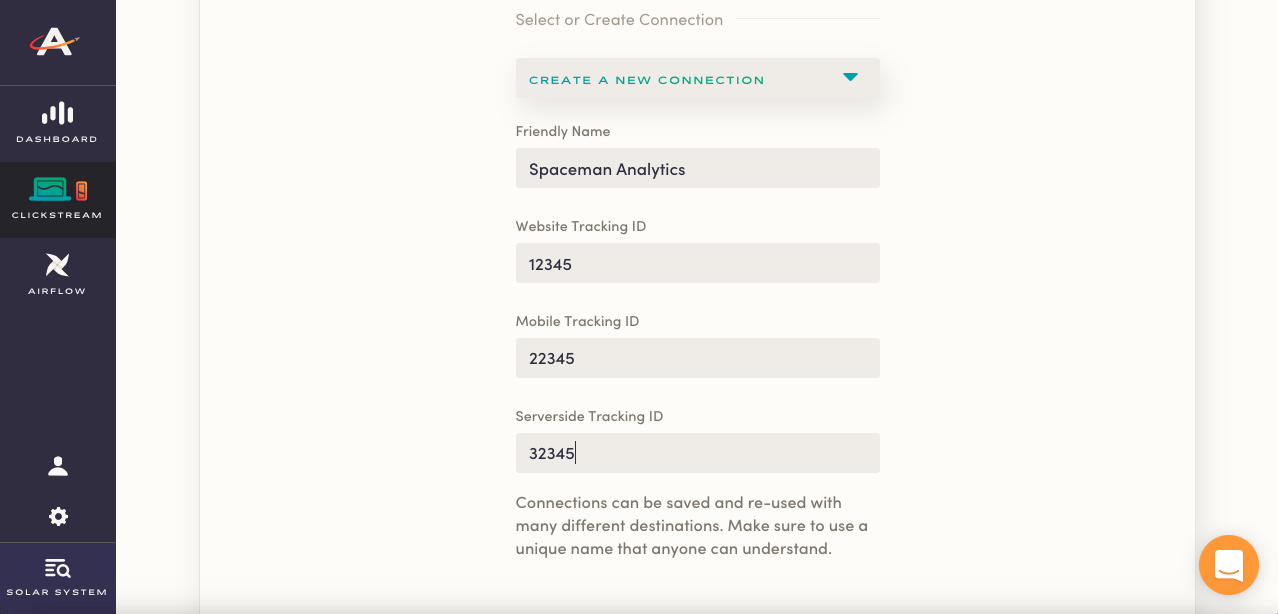 DASHBOARD
CLICKSTREAM
AIRFLOW
SOLAR SYSTEM
Select or Create Connection
CREATE A NEW CONNECTION
Friendly Name
Spaceman Analytics
Website Tracking ID
12345
Mobile Tracking ID
22345
Serverside Tracking ID
32345
Connections can be saved and re-used with
many different destinations. Make sure to use a
unique name that anyone can understand.